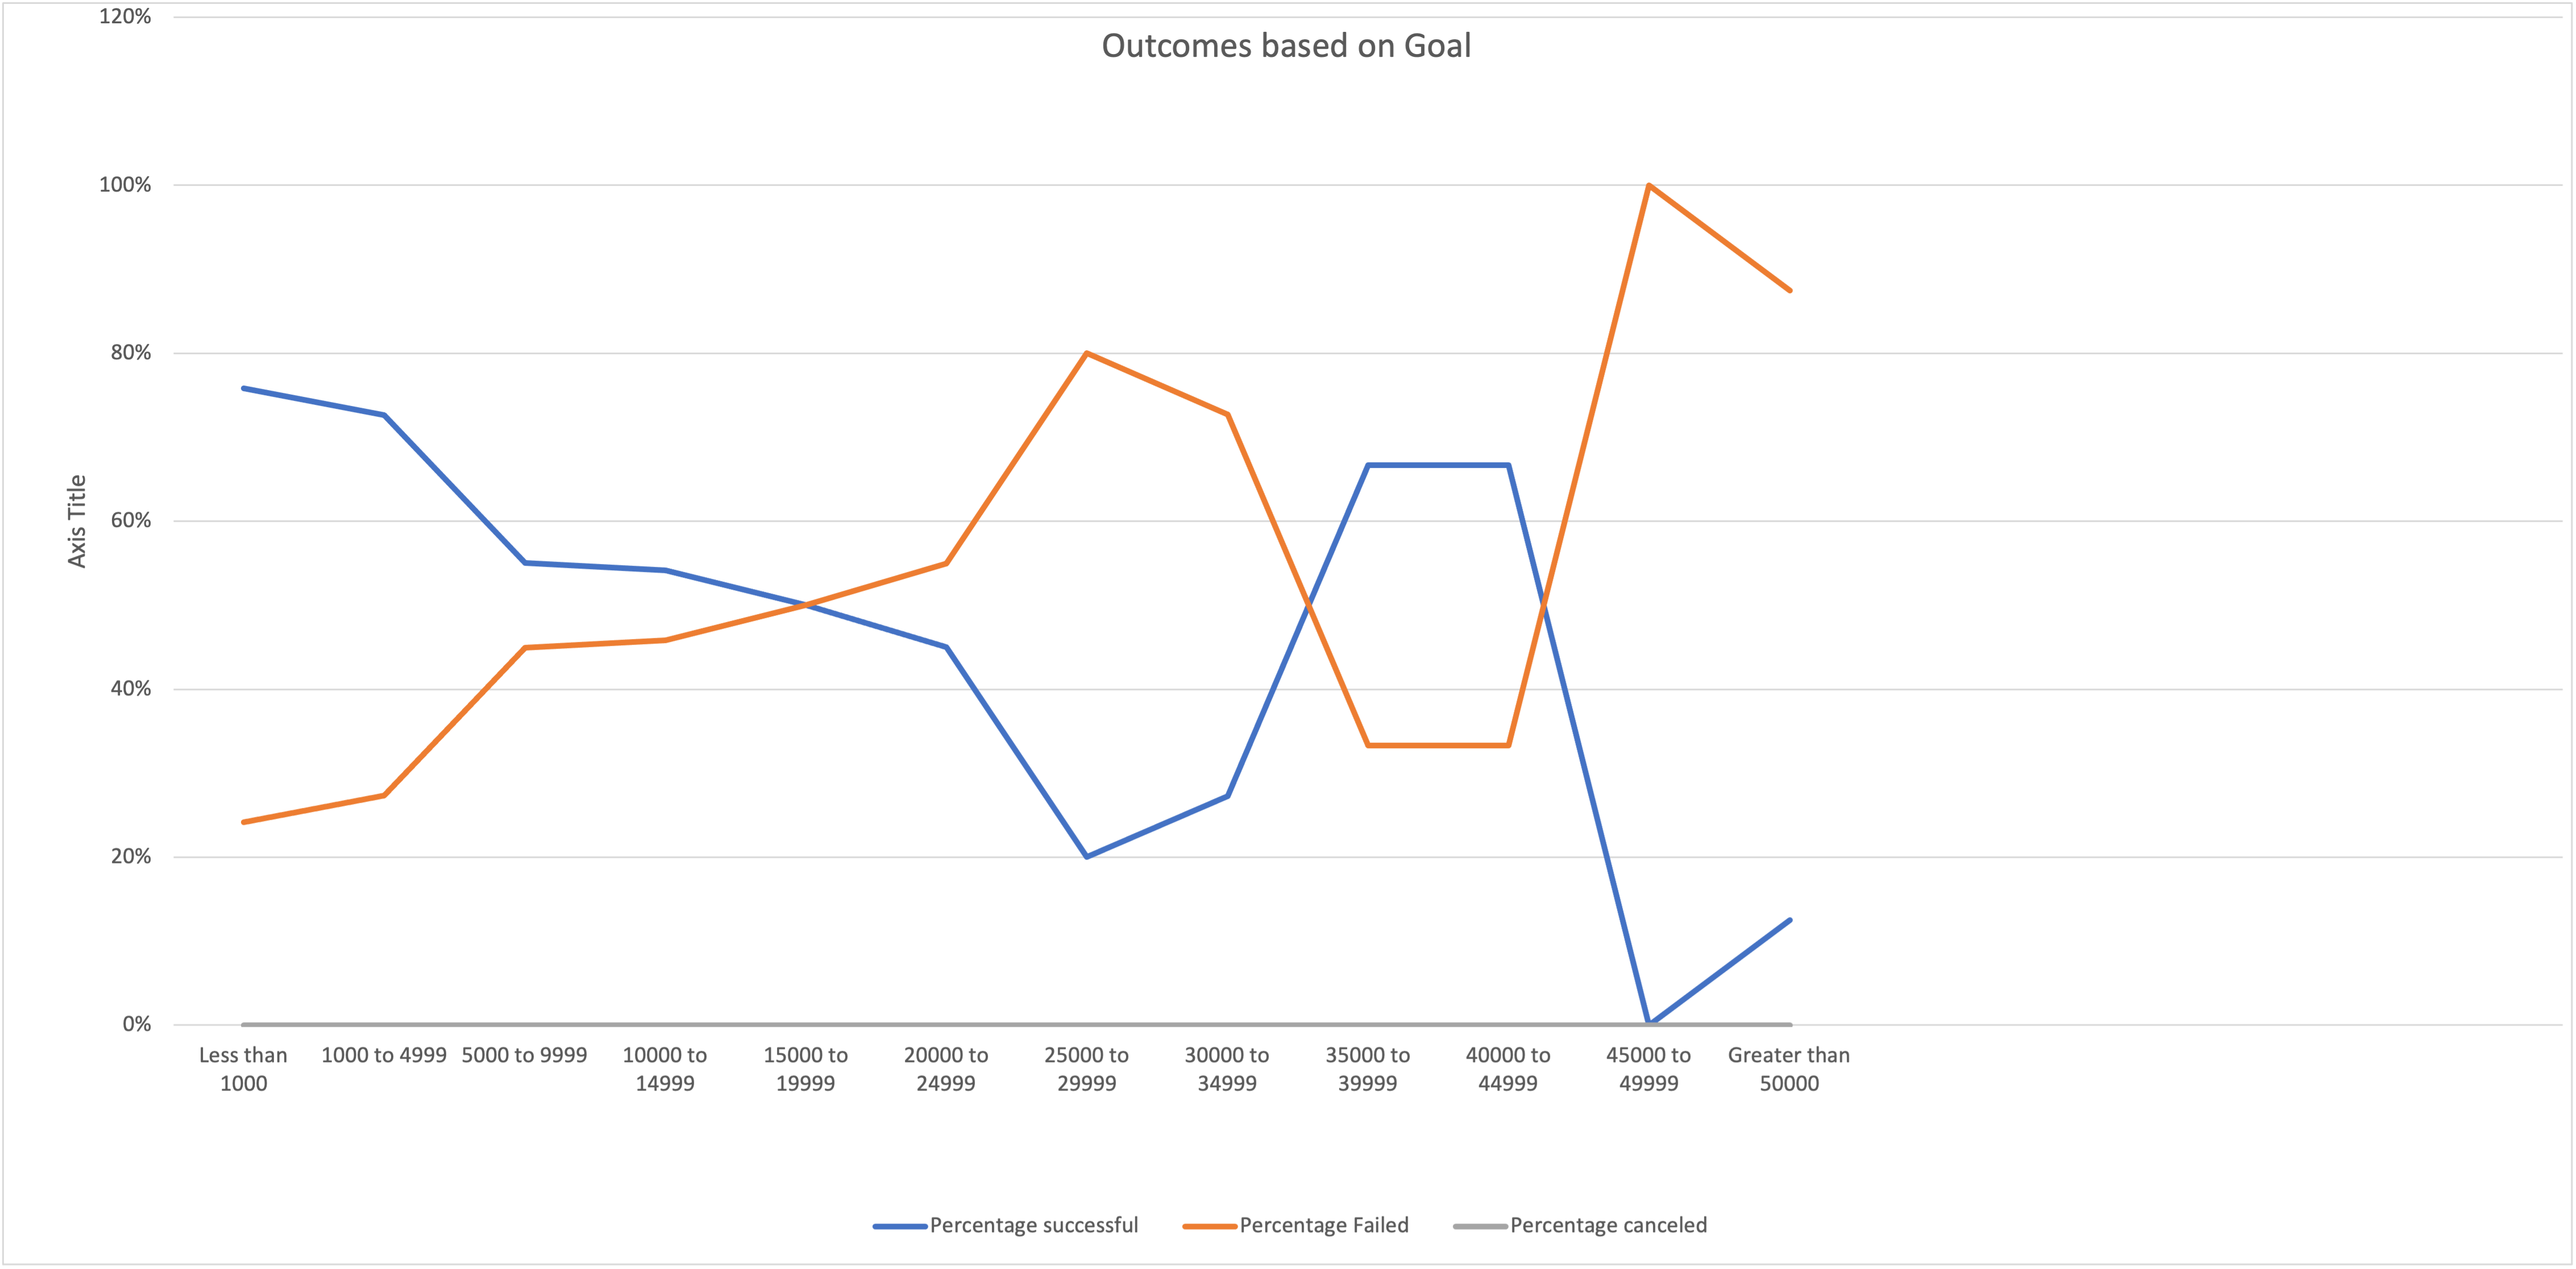 Outcomes based on Goal
120%
100%
80%
60%
40%
20%
0%
Axis Title
Less than
1000
1000 to 4999
5000 to 9999
10000 to
14999
15000 to
19999
20000 to
24999
25000 to
29999
30000 to
34999
35000 to
39999
40000 to
44999
45000 to
49999
Greater than
50000
Percentage successful
Percentage Failed
Percentage canceled